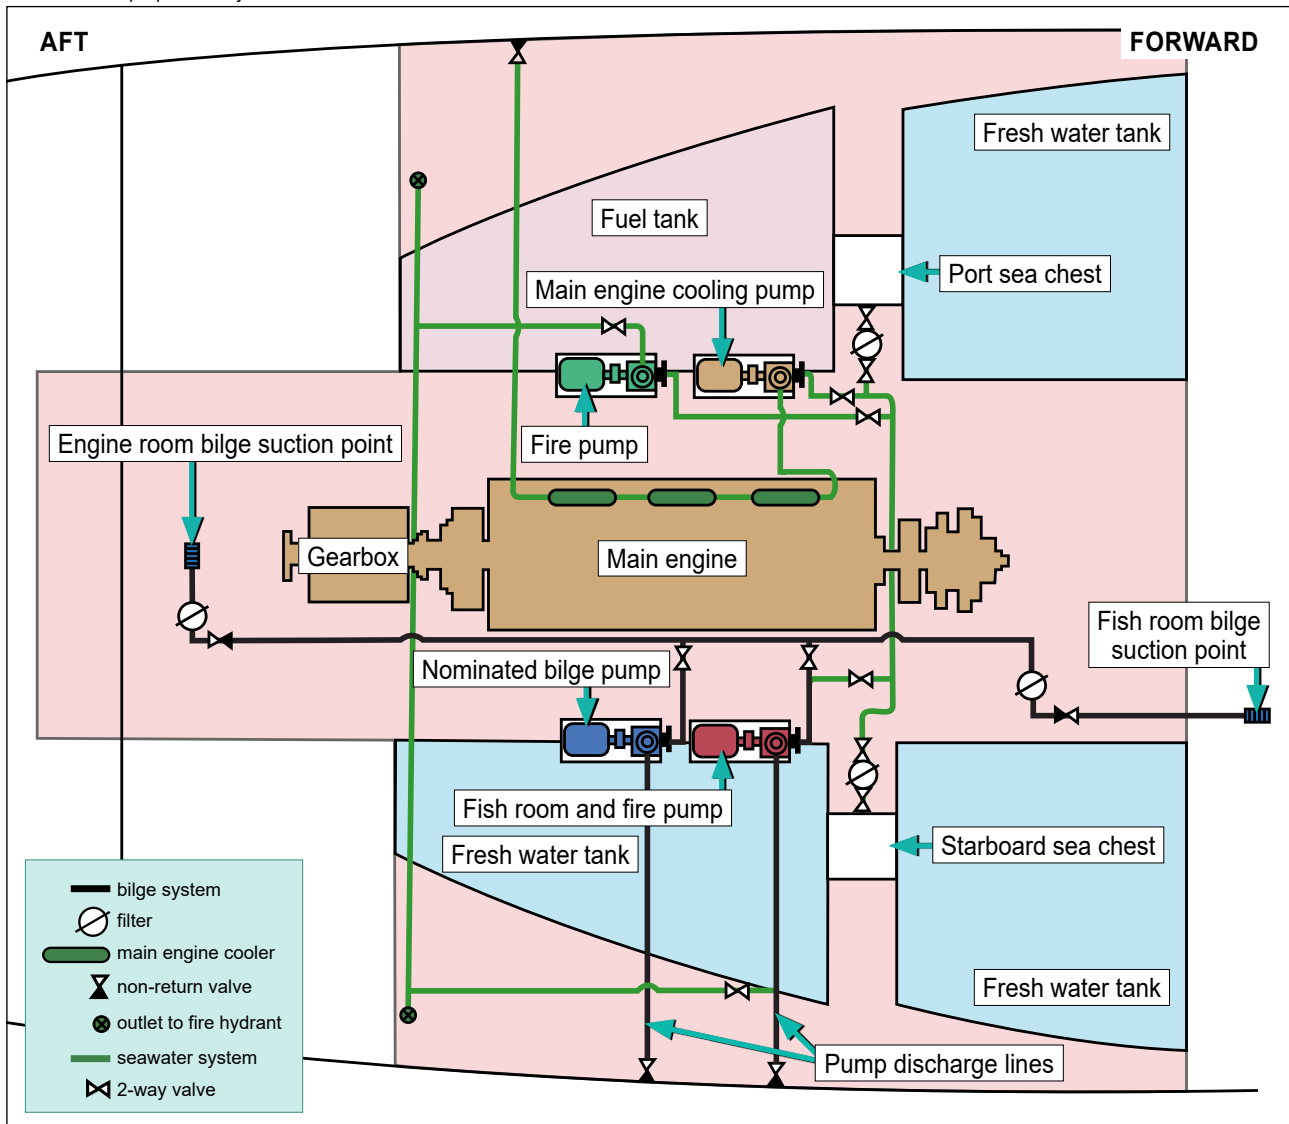 AFT
FORWARD
Fresh water tank
Fuel tank
Port sea chest
Main engine cooling pump
Engine room bilge suction point
Fire pump
Gearbox
Main engine
Fish room bilge
suction point
Nominated bilge pump
Fish room and fire pump
Fresh water tank
Starboard sea chest
bilge system
filter
main engine cooler
non-return valve
outlet to fire hydrant
seawater system
2-way valve
Fresh water tank
Pump discharge lines